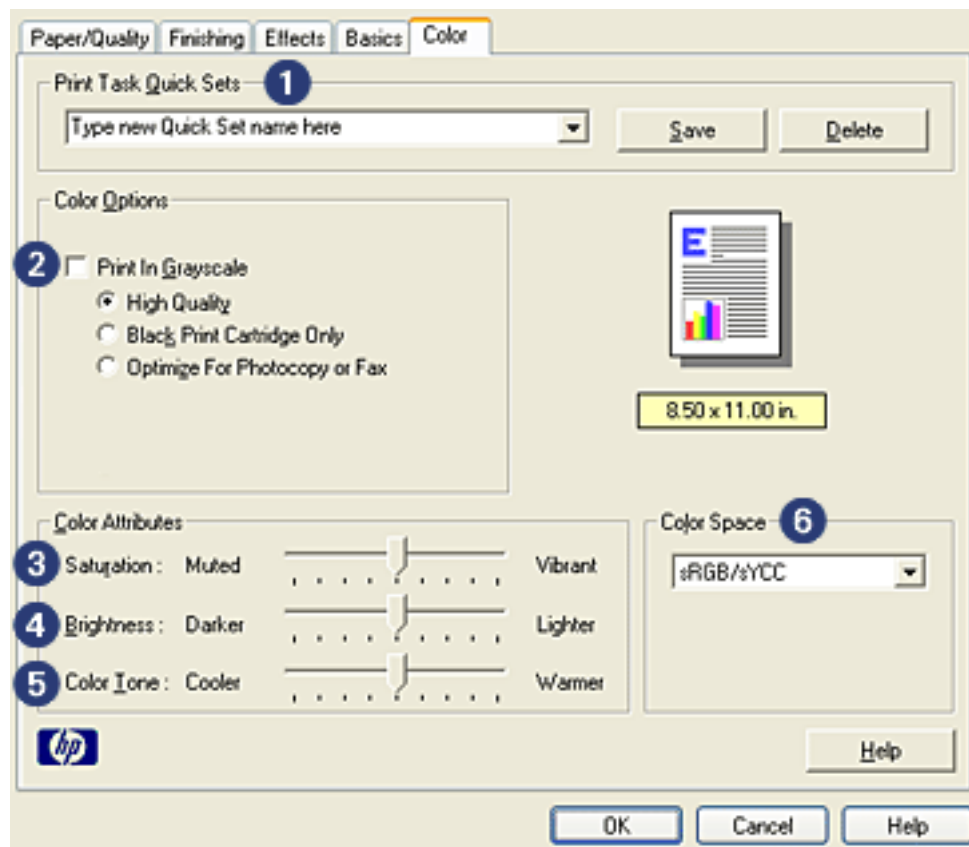 Paper/Quality Finishing Effects Basics Color
Print Task Quick Sets 1
Type new Quick Set name here Save Delete
Color Options
2 Print In Grayscale
High Quality
Black Print Cartridge Only
Optimize For Photocopy or Fax
E
8.50 x 11.00 in.
Color Attributes
3 Saturation : Muted Vibrant
4 Brightness : Darker Lighter
5 Color Tone : Cooler Warmer
Color Space 6
sRGB/sYCC
hp Help
OK Cancel Help